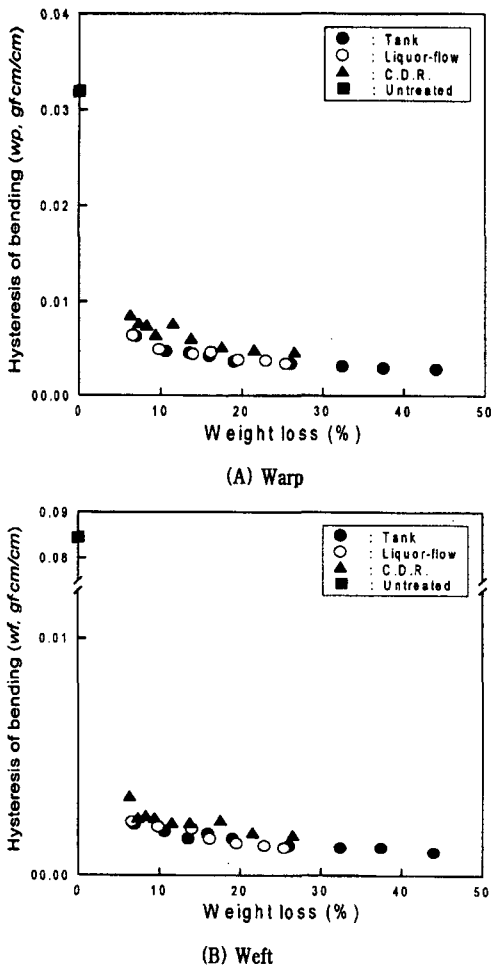 Hysteresis of bending (wp, gf cm/cm)
0.04
0.03
0.02
0.01
00.00
: Tank
: Liquor-flow
: C.D.R.
: Untreated
0 10 20 30 40 50
Weight loss (%)
(A) Warp
Hysteresis of bending (wf, gf cm/cm)
0.09
0.08
0.01
00.00
: Tank
: Liquor-flow
: C.D.R.
: Untreated
0 10 20 30 40 50
Weight loss (%)
(B) Weft